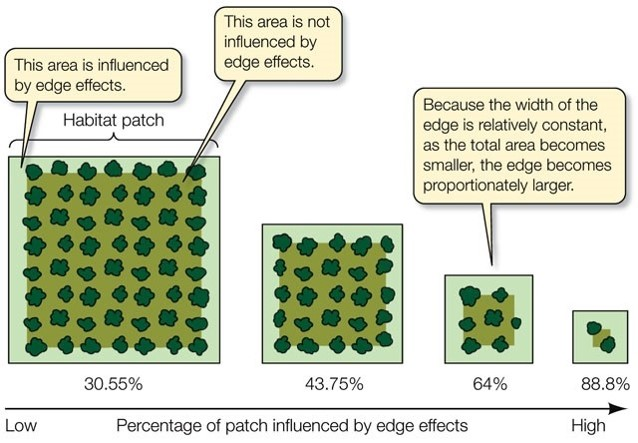 This area is not
influenced by
edge effects.
This area is influenced
by edge effects.
Because the width of the
edge is relatively constant,
as the total area becomes
smaller, the edge becomes
proportionately larger.
Habitat patch
30.55%
43.75%
64%
88.8%
Low
Percentage of patch influenced by edge effects
High